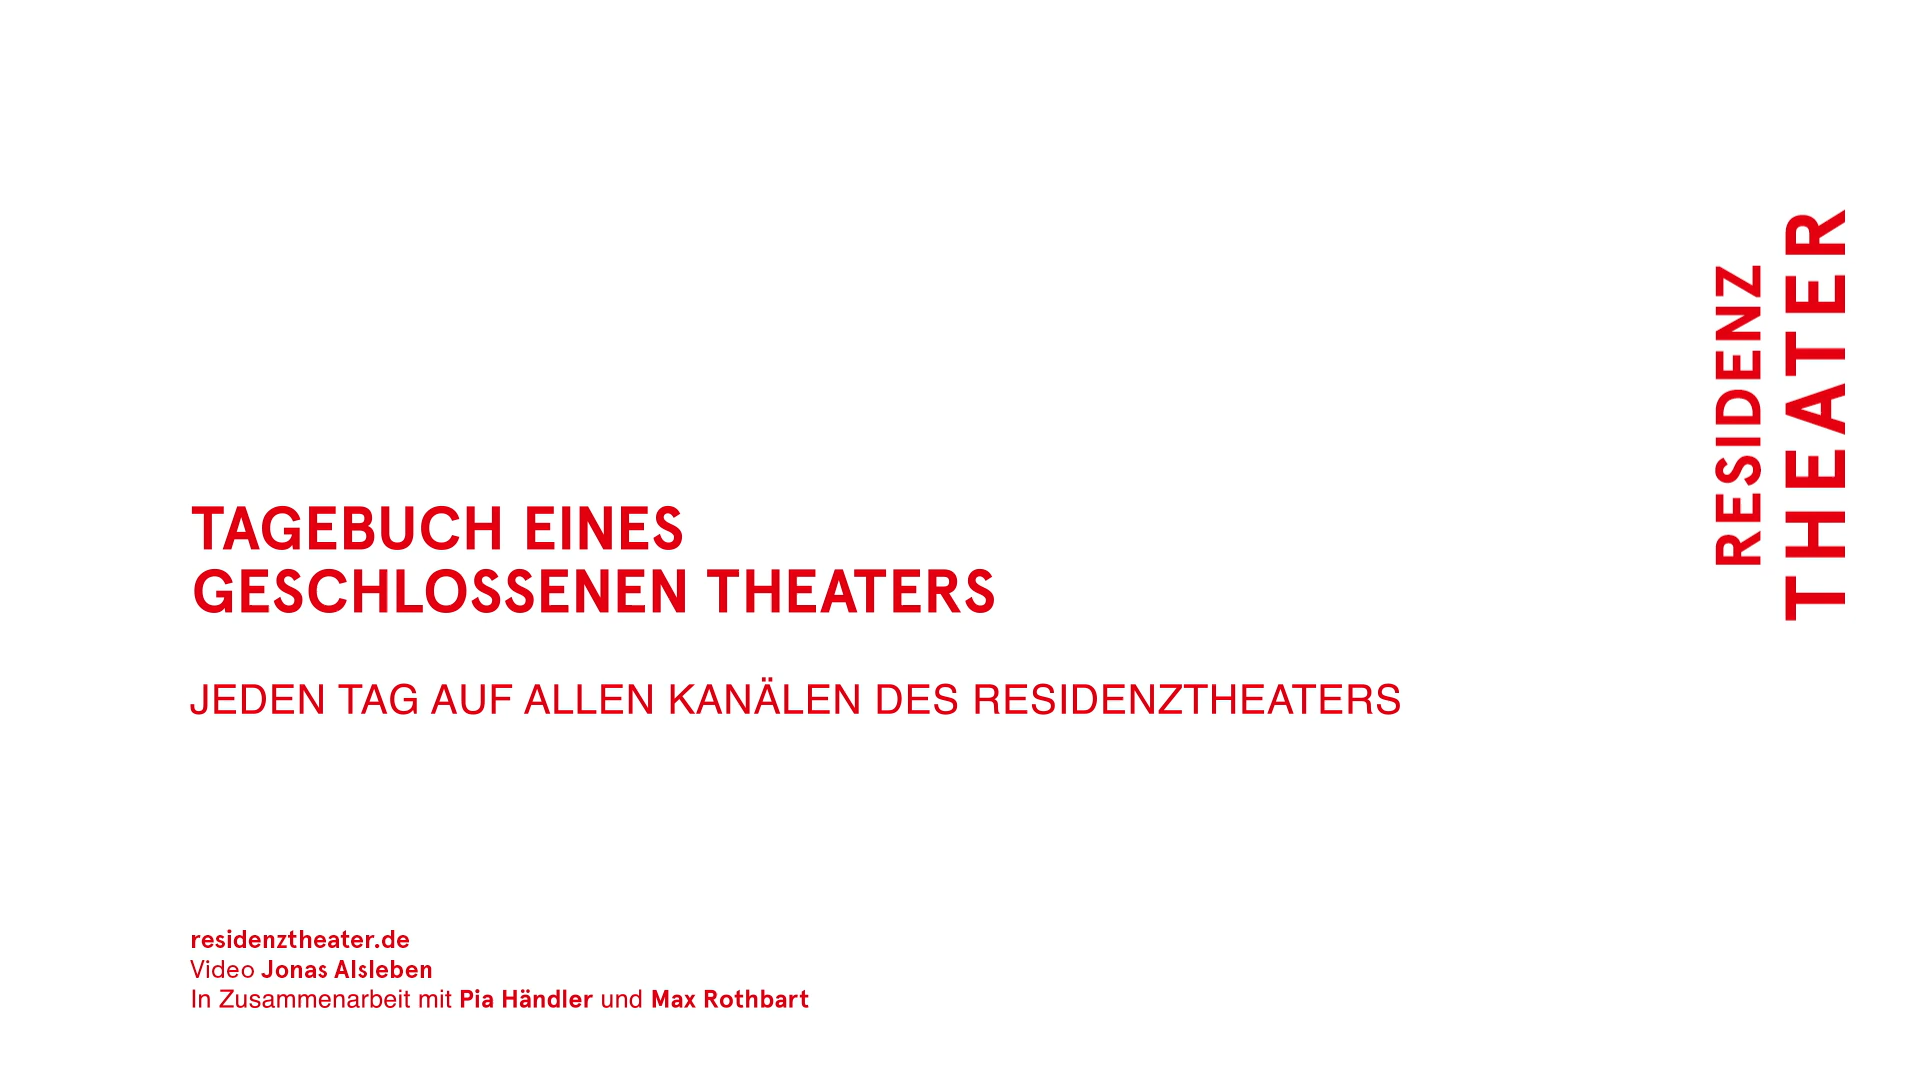 RESIDENZ
THEATER
TAGEBUCH EINES
GESCHLOSSENEN THEATERS
JEDEN TAG AUF ALLEN KANÄLEN DES RESIDENZTHEATERS
residenztheater.de
Video Jonas Alsleben
In Zusammenarbeit mit Pia Händler und Max Rothbart